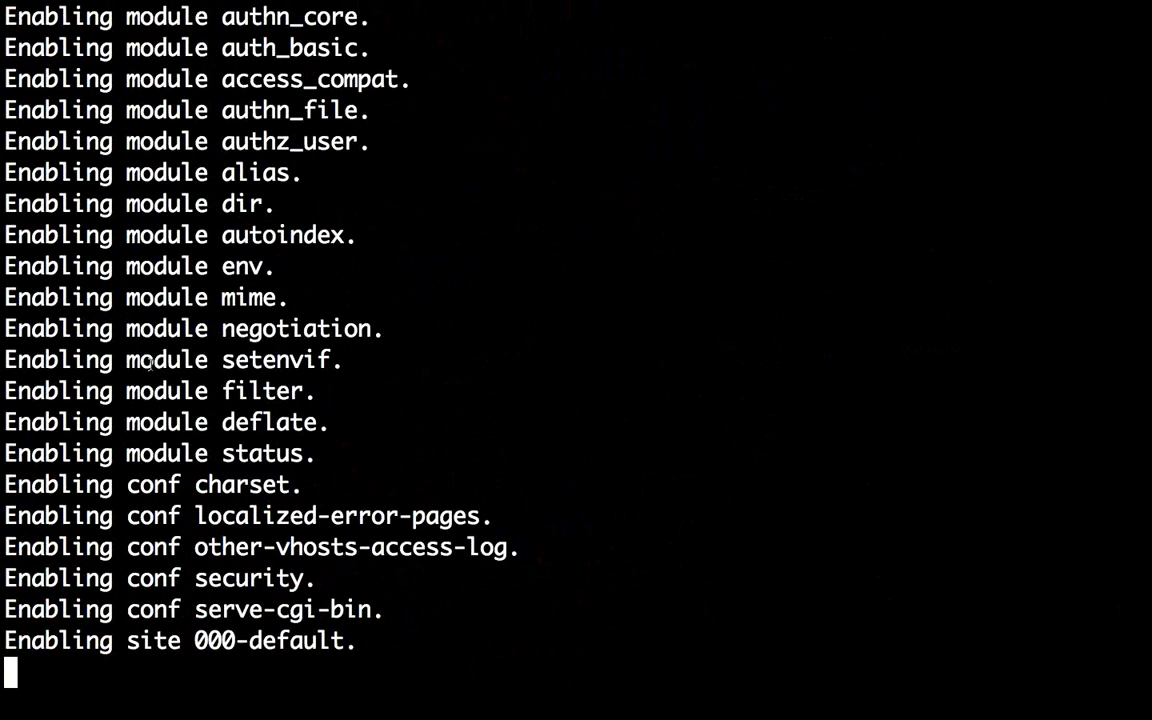 Enabling module authn_core.
Enabling module auth_basic.
Enabling module access_compat.
Enabling module authn_file.
Enabling module authz_user.
Enabling module alias.
Enabling module dir.
Enabling module autoindex.
Enabling module env.
Enabling module mime.
Enabling module negotiation.
Enabling module setenvif.
Enabling module filter.
Enabling module deflate.
Enabling module status.
Enabling conf charset.
Enabling conf localized-error-pages.
Enabling conf other-vhosts-access-log.
Enabling conf security.
Enabling conf serve-cgi-bin.
Enabling site 000-default.